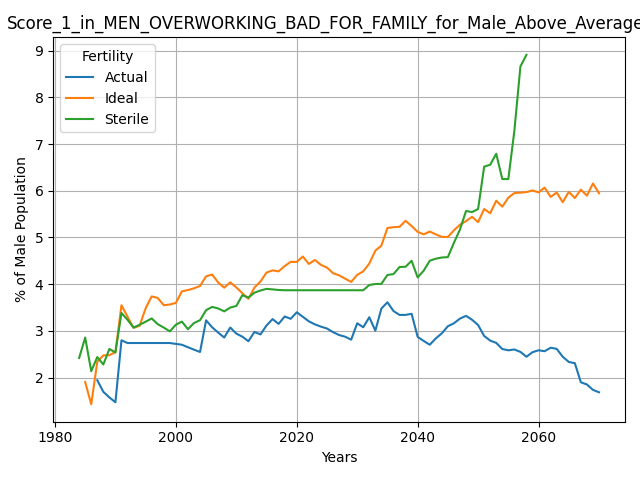 Score_1_in_MEN_OVERWORKING_BAD_FOR_FAMILY_for_Male_Above_Average
Fertility
Actual
Ideal
Sterile
% of Male Population
9
8
7
6
5
4
3
2
1980
2000
2020
2040
2060
Years